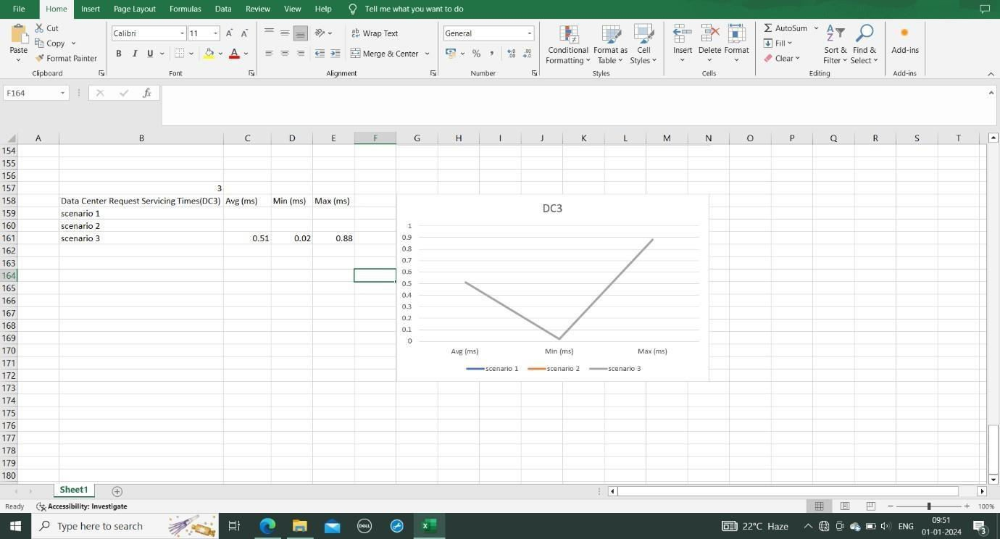 File Home Insert Page Layout Formulas Data Review View Help Tell me what you want to do
Cut
Copy
Format Painter
Paste
Clipboard
Calibri 11 A A
B I U A
Font
ab Wrap Text
Merge & Center
Alignment
General
% ,
Number
Conditional Formatting
Format as Table
Cell Styles
Styles
Insert Delete Format
Cells
AutoSum
Fill
Clear
Sort & Filter
Find & Select
Editing
Add-ins
Add-ins
F164 fx
A B C D E F G H I J K L M N O P Q R S T
154
155
156
157 3
158 Data Center Request Servicing Times(DC3) Avg (ms) Min (ms) Max (ms)
159 scenario 1
160 scenario 2
161 scenario 3 0.51 0.02 0.88
162
163
164
165
166
167
168
169
170
171
172
173
174
175
176
177
178
179
180
DC3
1
0.9
0.8
0.7
0.6
0.5
0.4
0.3
0.2
0.1
0
Avg (ms) Min (ms) Max (ms)
scenario 1 scenario 2 scenario 3
Sheet1
Ready Accessibility: Investigate 100%
Type here to search DELL 22°C Haze ENG 09:51
01-01-2024 3